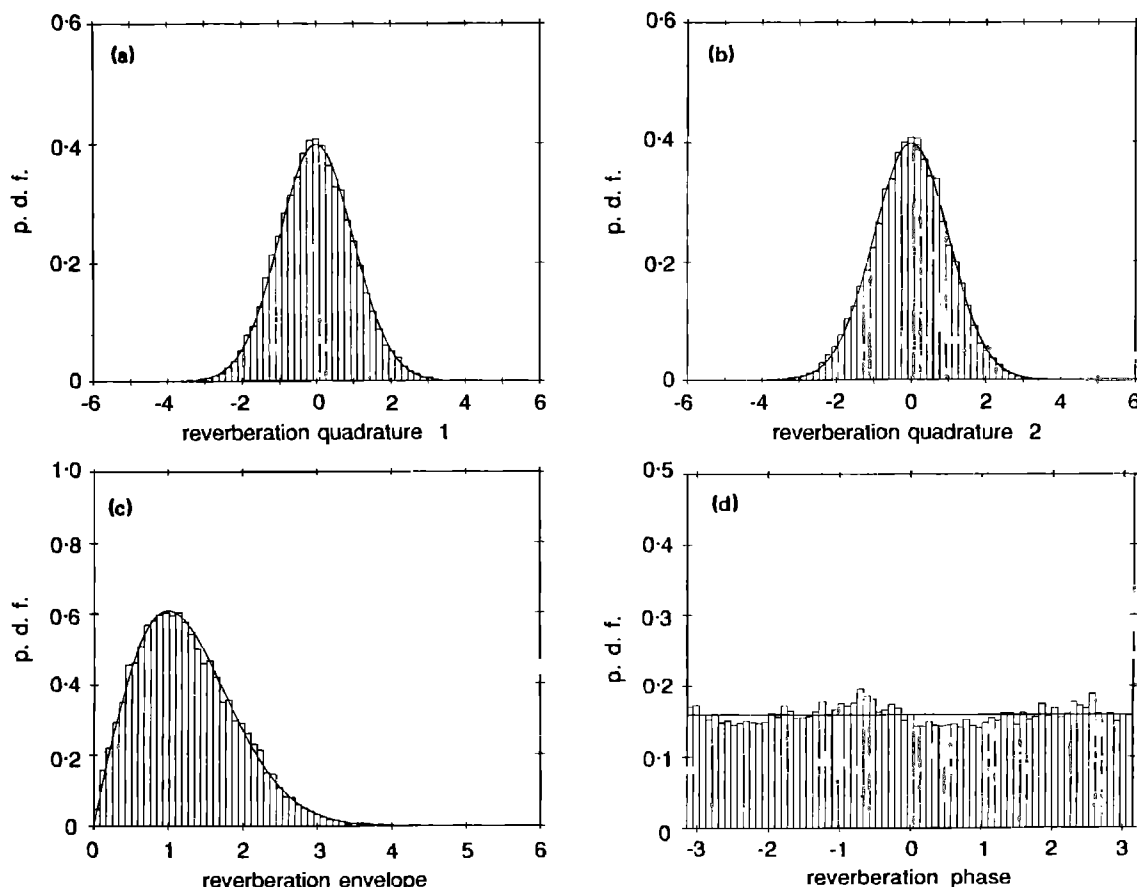 (a)
0·6
0·4
0·2
0
p. d. f.
-6 -4 -2 0 2 4 6
reverberation quadrature 1
(b)
0·6
0·4
0·2
0
p. d. f.
-6 -4 -2 0 2 4 6
reverberation quadrature 2
(c)
1·0
0·8
0·6
0·4
0·2
0
p. d. f.
0 1 2 3 4 5 6
reverberation envelope
(d)
0·5
0·4
0·3
0·2
0·1
0
p. d. f.
-3 -2 -1 0 1 2 3
reverberation phase